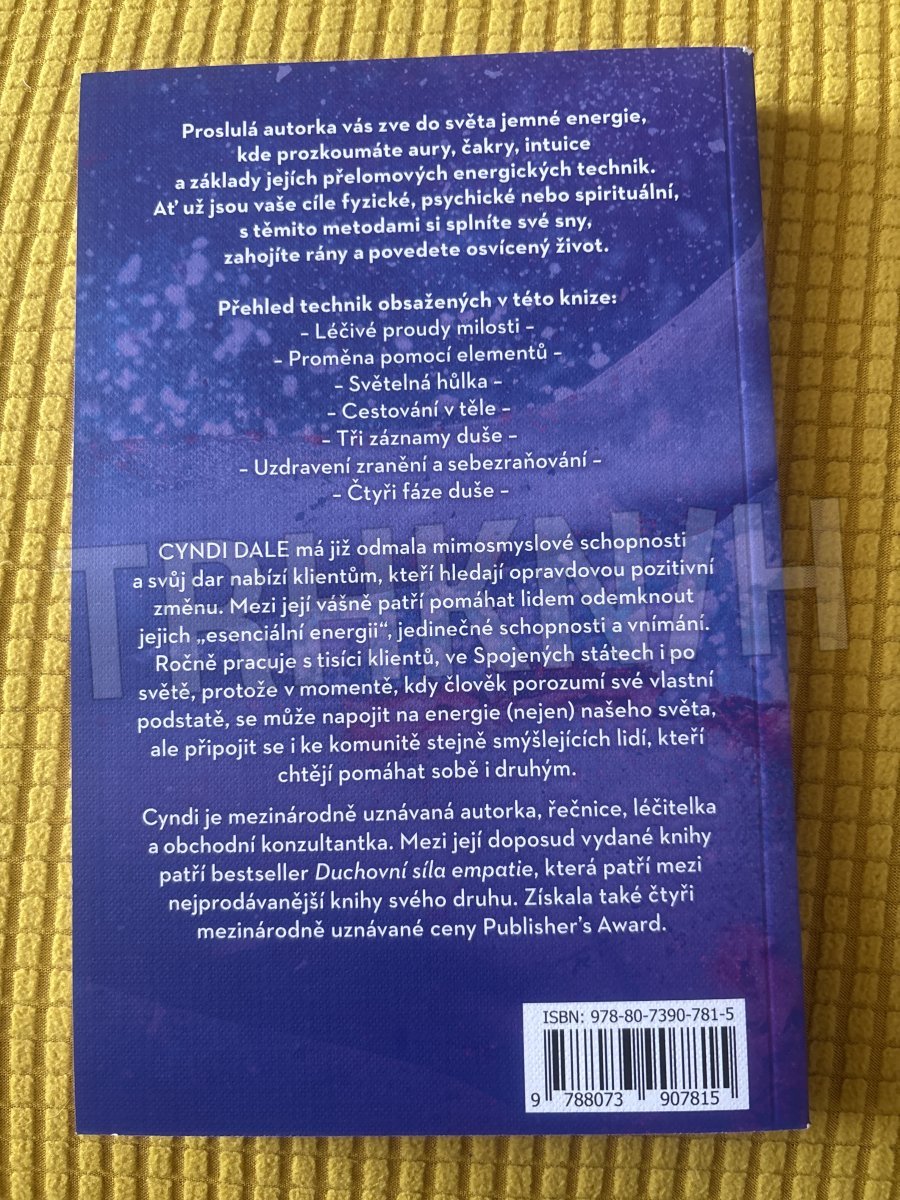 Proslulá autorka vás zve do světa jemné energie,
kde prozkoumáte aury, čakry, intuice
a základy jejích přelomových energických technik.
Ať už jsou vaše cíle fyzické, psychické nebo spirituální,
s těmito metodami si splníte své sny,
zahojíte rány a povedete osvícený život.
Přehled technik obsažených v této knize:
– Léčivé proudy milosti –
– Proměna pomocí elementů –
– Světelná hůlka –
– Cestování v těle –
– Tři záznamy duše –
– Uzdravení zranění a sebezraňování –
– Čtyři fáze duše –
CYNDI DALE má již odmala mimosmyslové schopnosti
a svůj dar nabízí klientům, kteří hledají opravdovou pozitivní
změnu. Mezi její vášně patří pomáhat lidem odemknout
jejich „esenciální energii“, jedinečné schopnosti a vnímání.
Ročně pracuje s tisíci klientů, ve Spojených státech i po
světě, protože v momentě, kdy člověk porozumí své vlastní
podstatě, se může napojit na energie (nejen) našeho světa,
ale připojit se i ke komunitě stejně smýšlejících lidí, kteří
chtějí pomáhat sobě i druhým.
Cyndi je mezinárodně uznávaná autorka, řečnice, léčitelka
a obchodní konzultantka. Mezi její doposud vydané knihy
patří bestseller Duchovní síla empatie, která patří mezi
nejprodávanější knihy svého druhu. Získala také čtyři
mezinárodně uznávané ceny Publisher’s Award.
ISBN: 978-80-7390-781-5
9 788073 907815